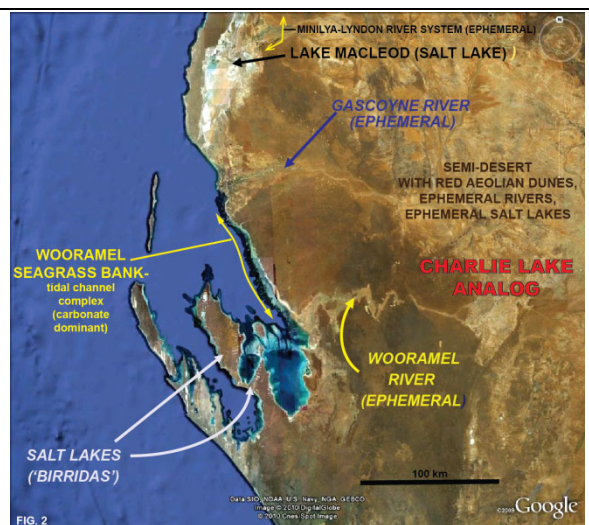 MINILYA-LYNDON RIVER SYSTEM (EPHEMERAL)
LAKE MACLEOD (SALT LAKE)
GASCOYNE RIVER
(EPHEMERAL)
SEMI-DESERT
WITH RED AEOLIAN DUNES,
EPHEMERAL RIVERS,
EPHEMERAL SALT LAKES
WOORAMEL
SEAGRASS BANK-
tidal channel
complex
(carbonate
dominant)
CHARLIE LAKE
ANALOG
WOORAMEL
RIVER
(EPHEMERAL)
SALT LAKES
('BIRRIDAS')
100 km
Data SIO, NOAA, U.S. Navy, NGA, GEBCO
Image © 2010 DigitalGlobe
© 2010 Cnes/Spot Image
©2009 Google
FIG. 2